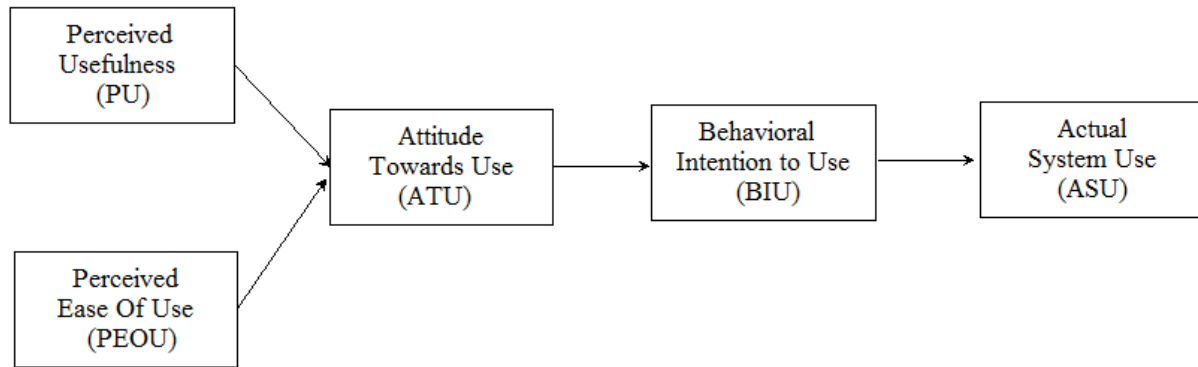 Perceived
Usefulness
(PU)
Attitude
Towards Use
(ATU)
Behavioral
Intention to Use
(BIU)
Actual
System Use
(ASU)
Perceived
Ease Of Use
(PEOU)